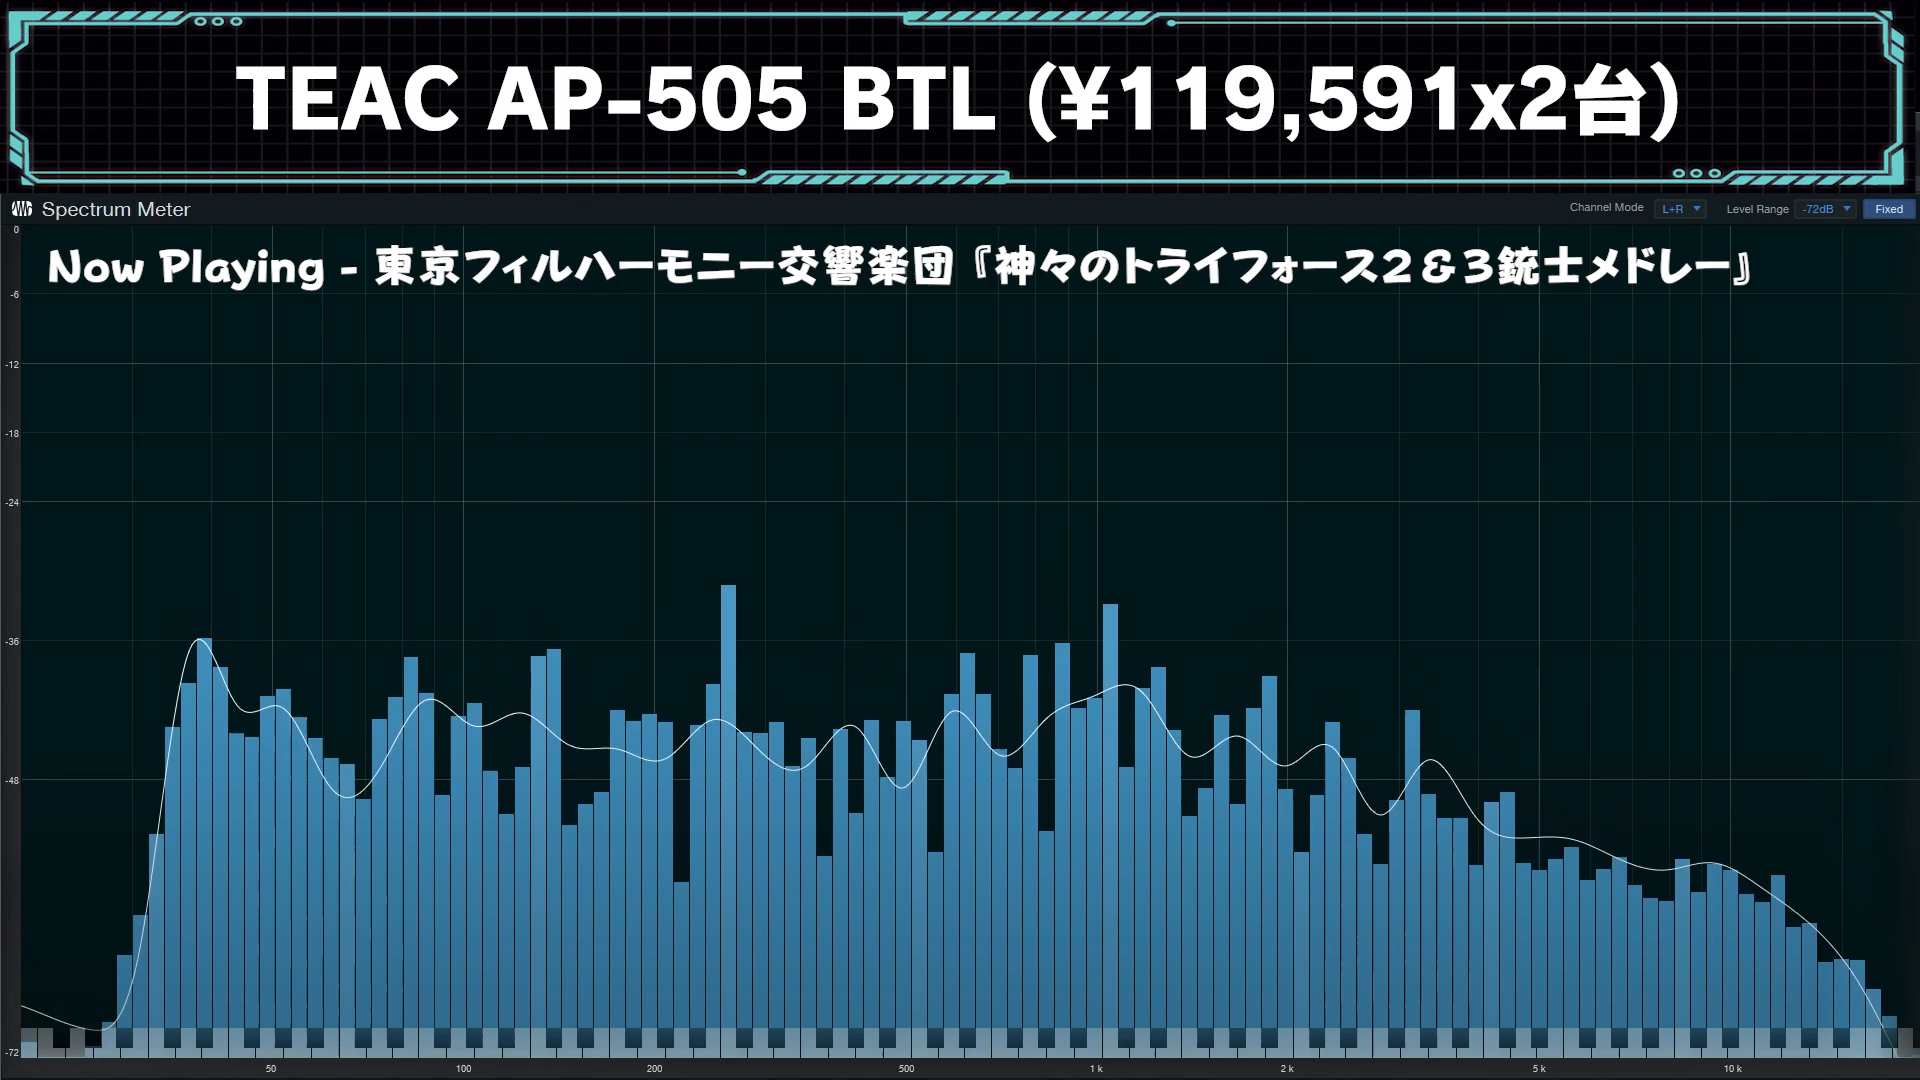 TEAC AP-505 BTL (¥119,591x2台)
Spectrum Meter
Channel Mode L+R Level Range -72dB Fixed
Now Playing - 東京フィルハーモニー交響楽団『神々のトライフォース2&3銃士メドレー』
0
-6
-12
-18
-24
-36
-48
-72
50 100 200 500 1 k 2 k 5 k 10 k